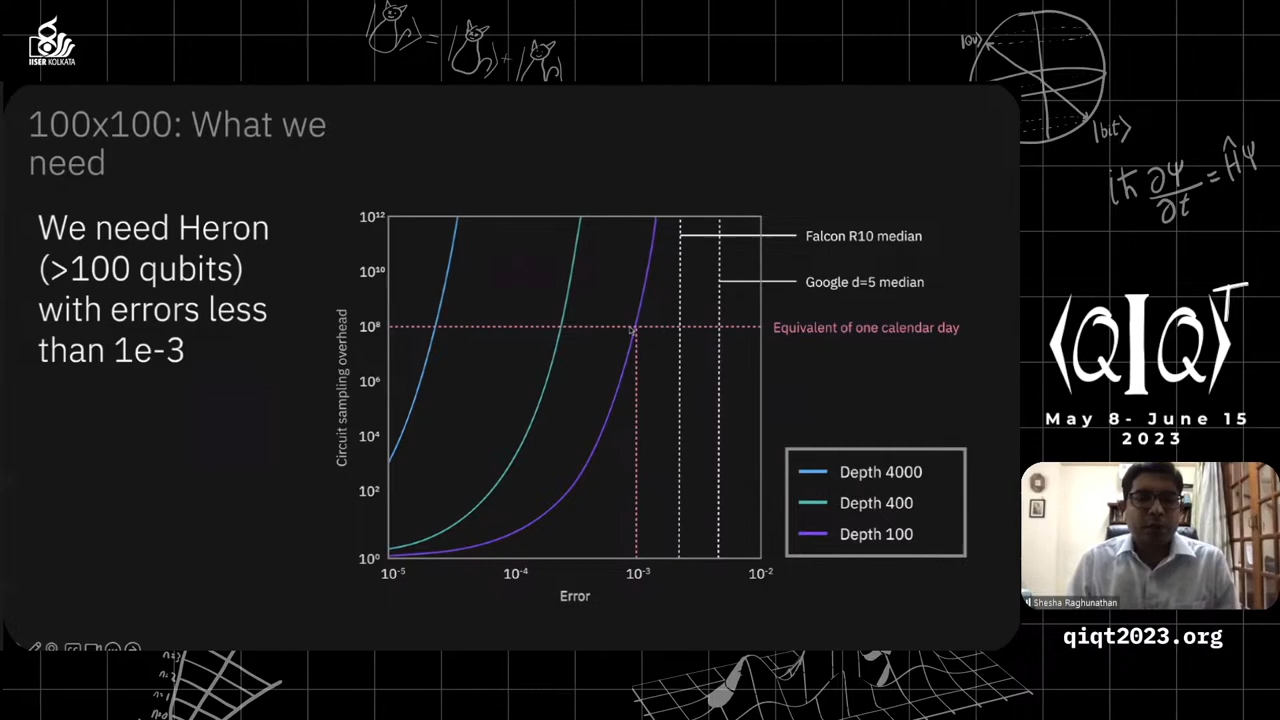 IISER KOLKATA
100x100: What we
need
We need Heron
(>100 qubits)
with errors less
than 1e-3
Circuit sampling overhead
10¹²
10¹⁰
10⁸
10⁶
10⁴
10²
10⁰
10⁻⁵
10⁻⁴
10⁻³
10⁻²
Error
Falcon R10 median
Google d=5 median
Equivalent of one calendar day
Depth 4000
Depth 400
Depth 100
|bit⟩
iħ ∂ψ/∂t = Ĥψ
⟨QIQ⟩T
May 8- June 15
2023
Shesha Raghunathan
qiqt2023.org
n=2
n=1
n=0